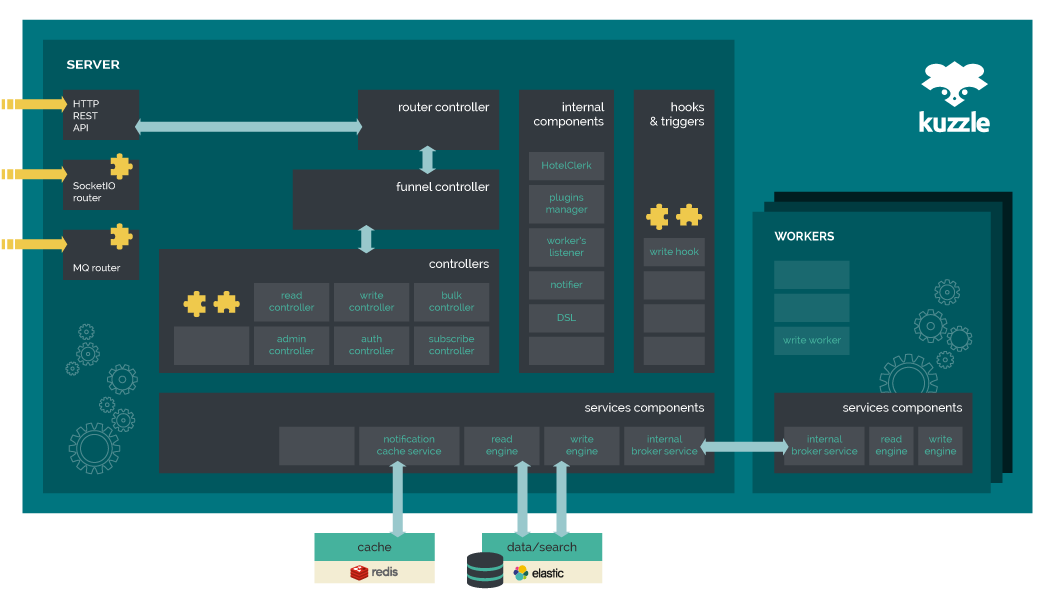 SERVER
HTTP
REST
API
SocketIO
router
MQ router
router controller
funnel controller
controllers
read
controller
write
controller
bulk
controller
admin
controller
auth
controller
subscribe
controller
internal
components
HotelClerk
plugins
manager
worker's
listener
notifier
DSL
hooks
& triggers
write hook
services components
notification
cache service
read
engine
write
engine
internal
broker service
kuzzle
WORKERS
write worker
services components
internal
broker service
read
engine
write
engine
cache
redis
data/search
elastic